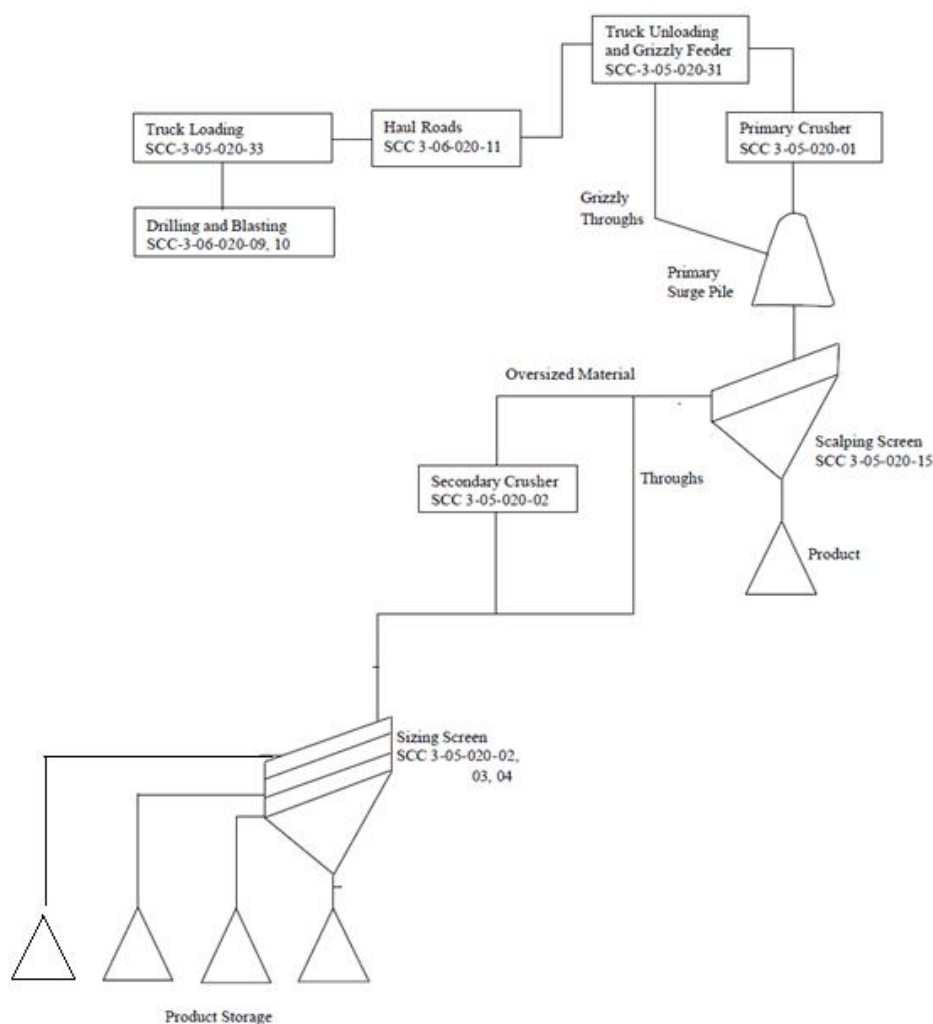 Truck Unloading
and Grizzly Feeder
SCC-3-05-020-31
Truck Loading
SCC-3-05-020-33
Haul Roads
SCC 3-06-020-11
Primary Crusher
SCC 3-05-020-01
Drilling and Blasting
SCC-3-06-020-09, 10
Grizzly
Throughs
Primary
Surge Pile
Oversized Material
Scalping Screen
SCC 3-05-020-15
Secondary Crusher
SCC 3-05-020-02
Throughs
Product
Sizing Screen
SCC 3-05-020-02,
03, 04
Product Storage